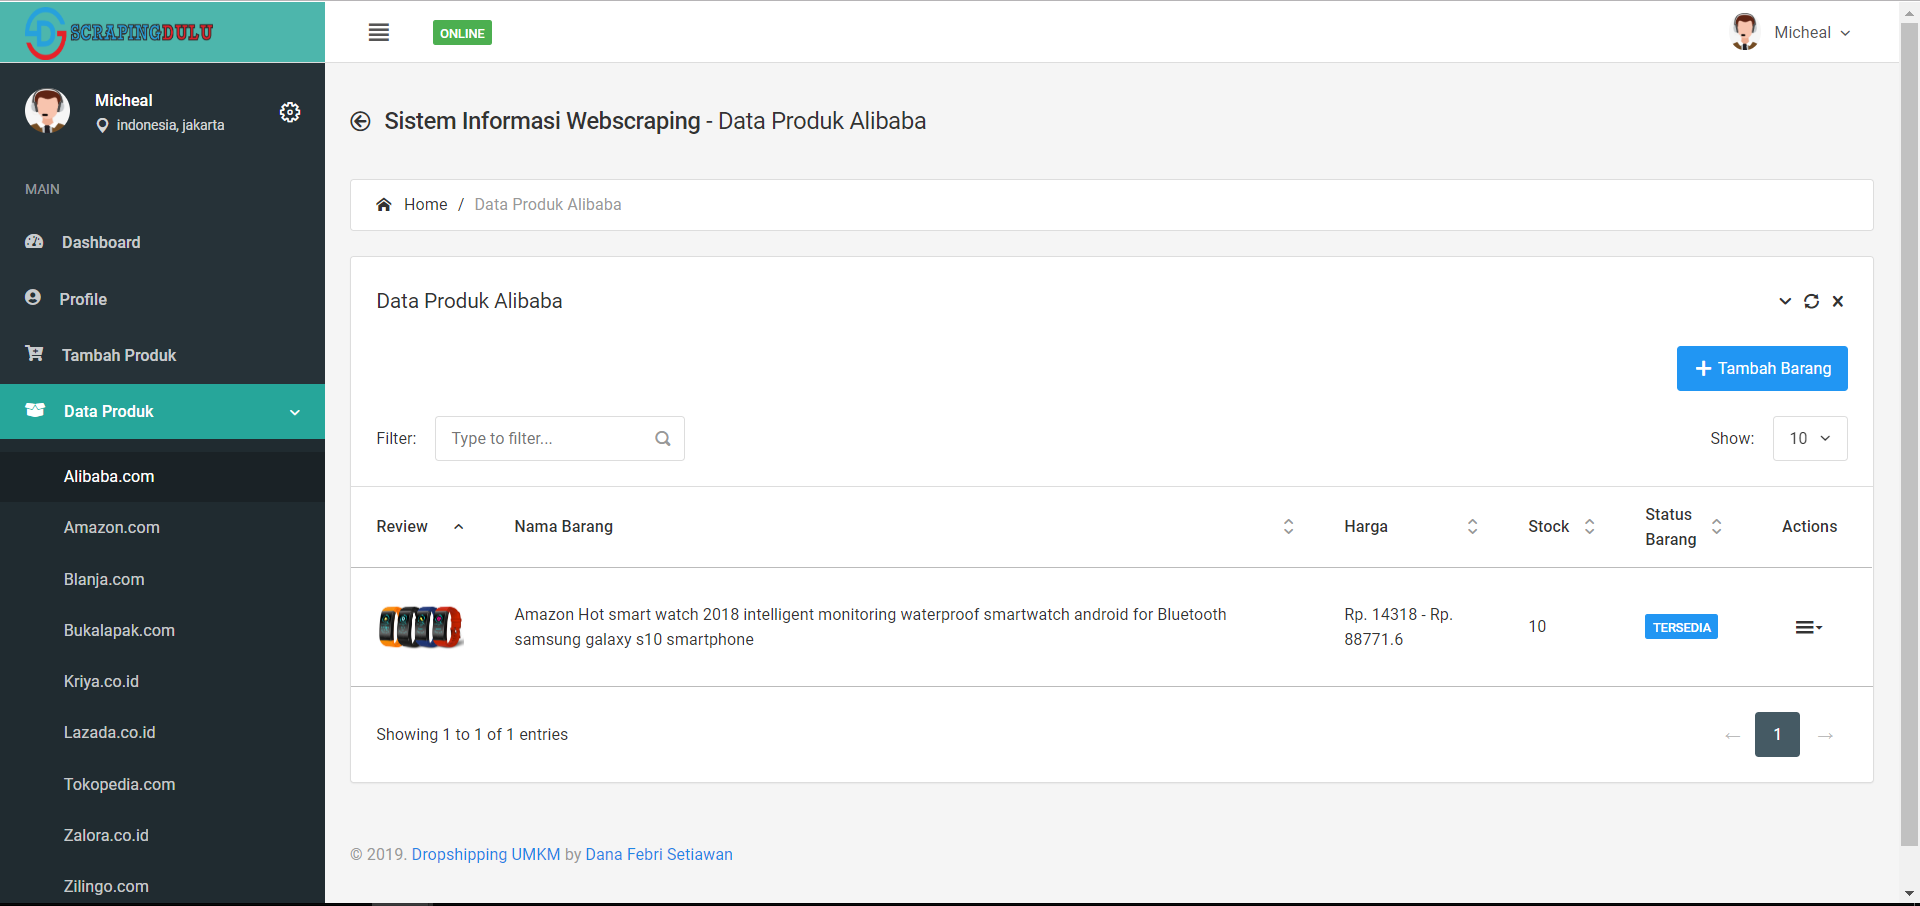 SCRAPINGDULU
ONLINE
Micheal
Micheal
indonesia, jakarta
MAIN
Dashboard
Profile
Tambah Produk
Data Produk
Alibaba.com
Amazon.com
Blanja.com
Bukalapak.com
Kriya.co.id
Lazada.co.id
Tokopedia.com
Zalora.co.id
Zilingo.com
Sistem Informasi Webscraping - Data Produk Alibaba
Home / Data Produk Alibaba
Data Produk Alibaba
Tambah Barang
Filter: Type to filter...
Show: 10
Review Nama Barang Harga Stock Status Barang Actions
Amazon Hot smart watch 2018 intelligent monitoring waterproof smartwatch android for Bluetooth
samsung galaxy s10 smartphone
Rp. 14318 - Rp.
88771.6
10
TERSEDIA
Showing 1 to 1 of 1 entries
← 1 →
© 2019. Dropshipping UMKM by Dana Febri Setiawan